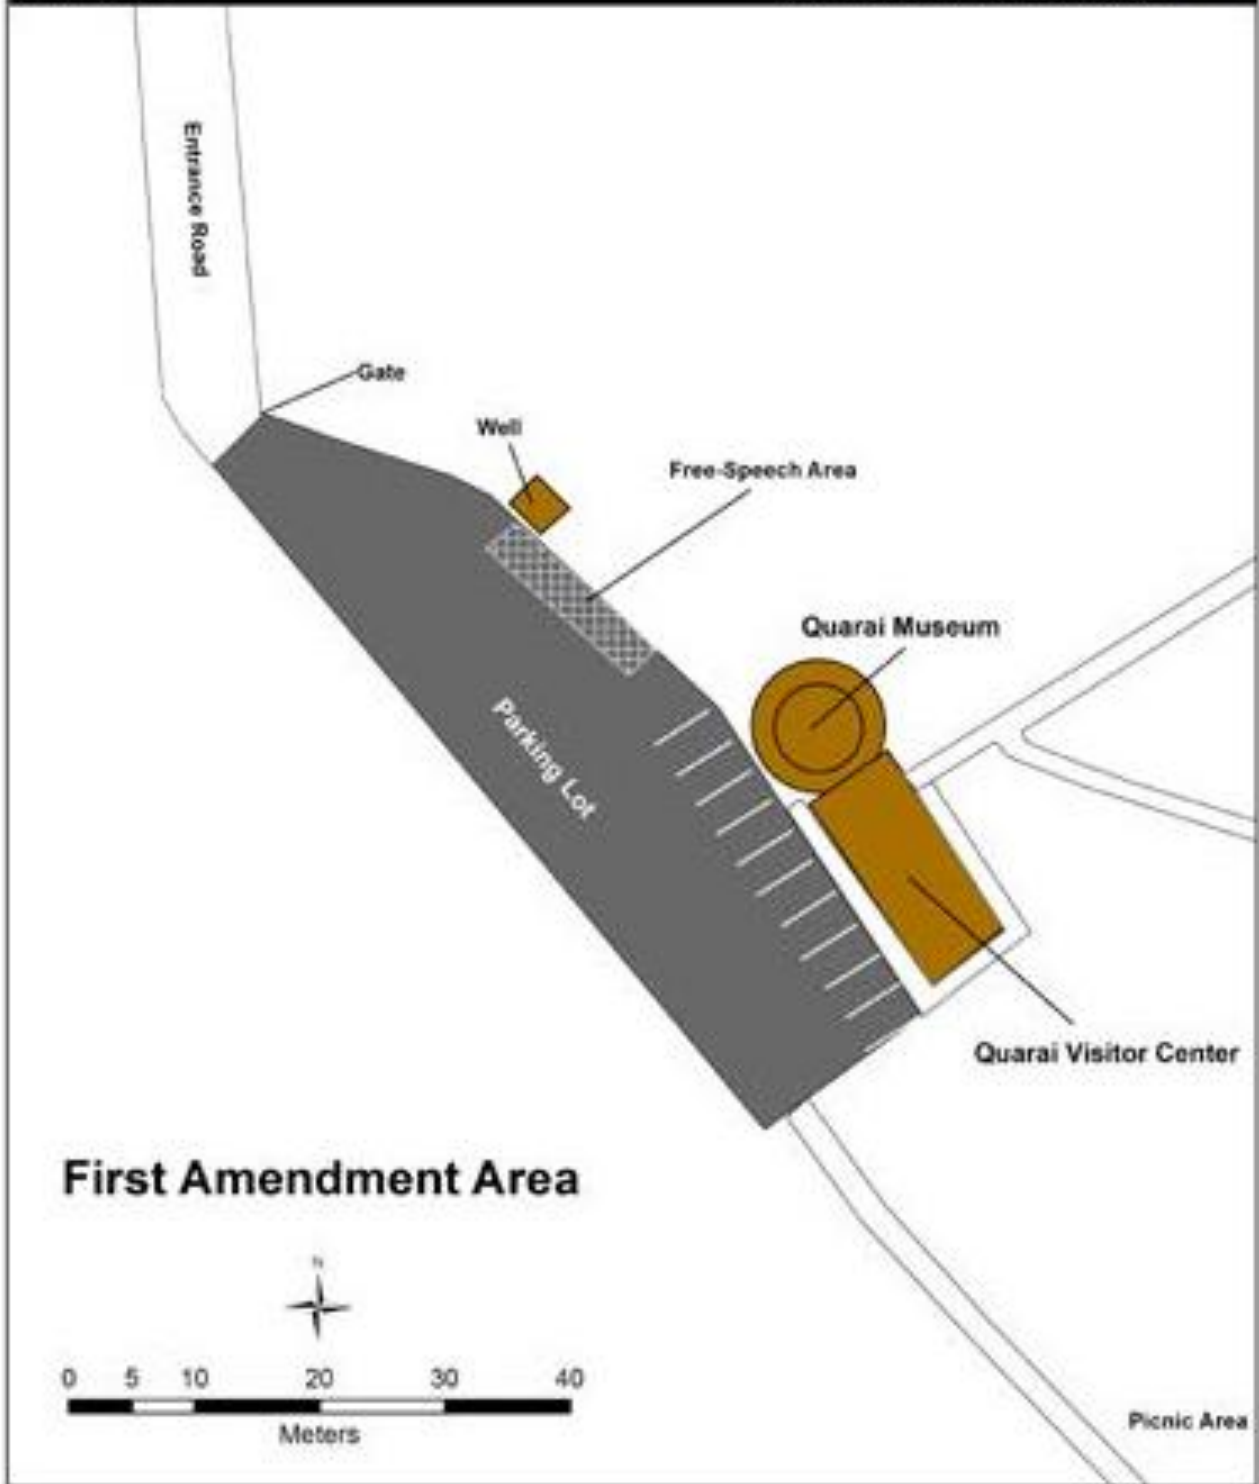 Entrance Road
Gate
Well
Free-Speech Area
Quarai Museum
Parking Lot
Quarai Visitor Center
First Amendment Area
N
0 5 10 20 30 40
Meters
Picnic Area